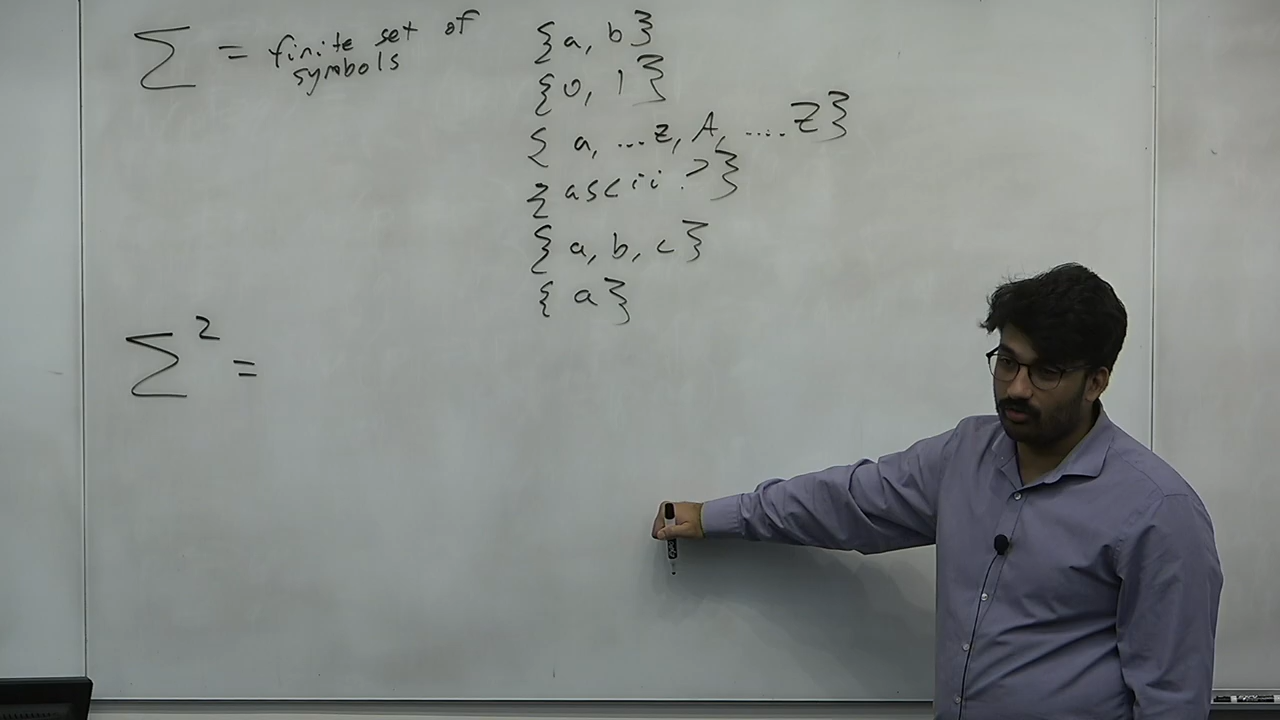 Σ = finite set of
symbols
{a, b}
{0, 1}
{a, ...z, A, ....Z}
{ascii?}
{a, b, c}
{a}
Σ² =